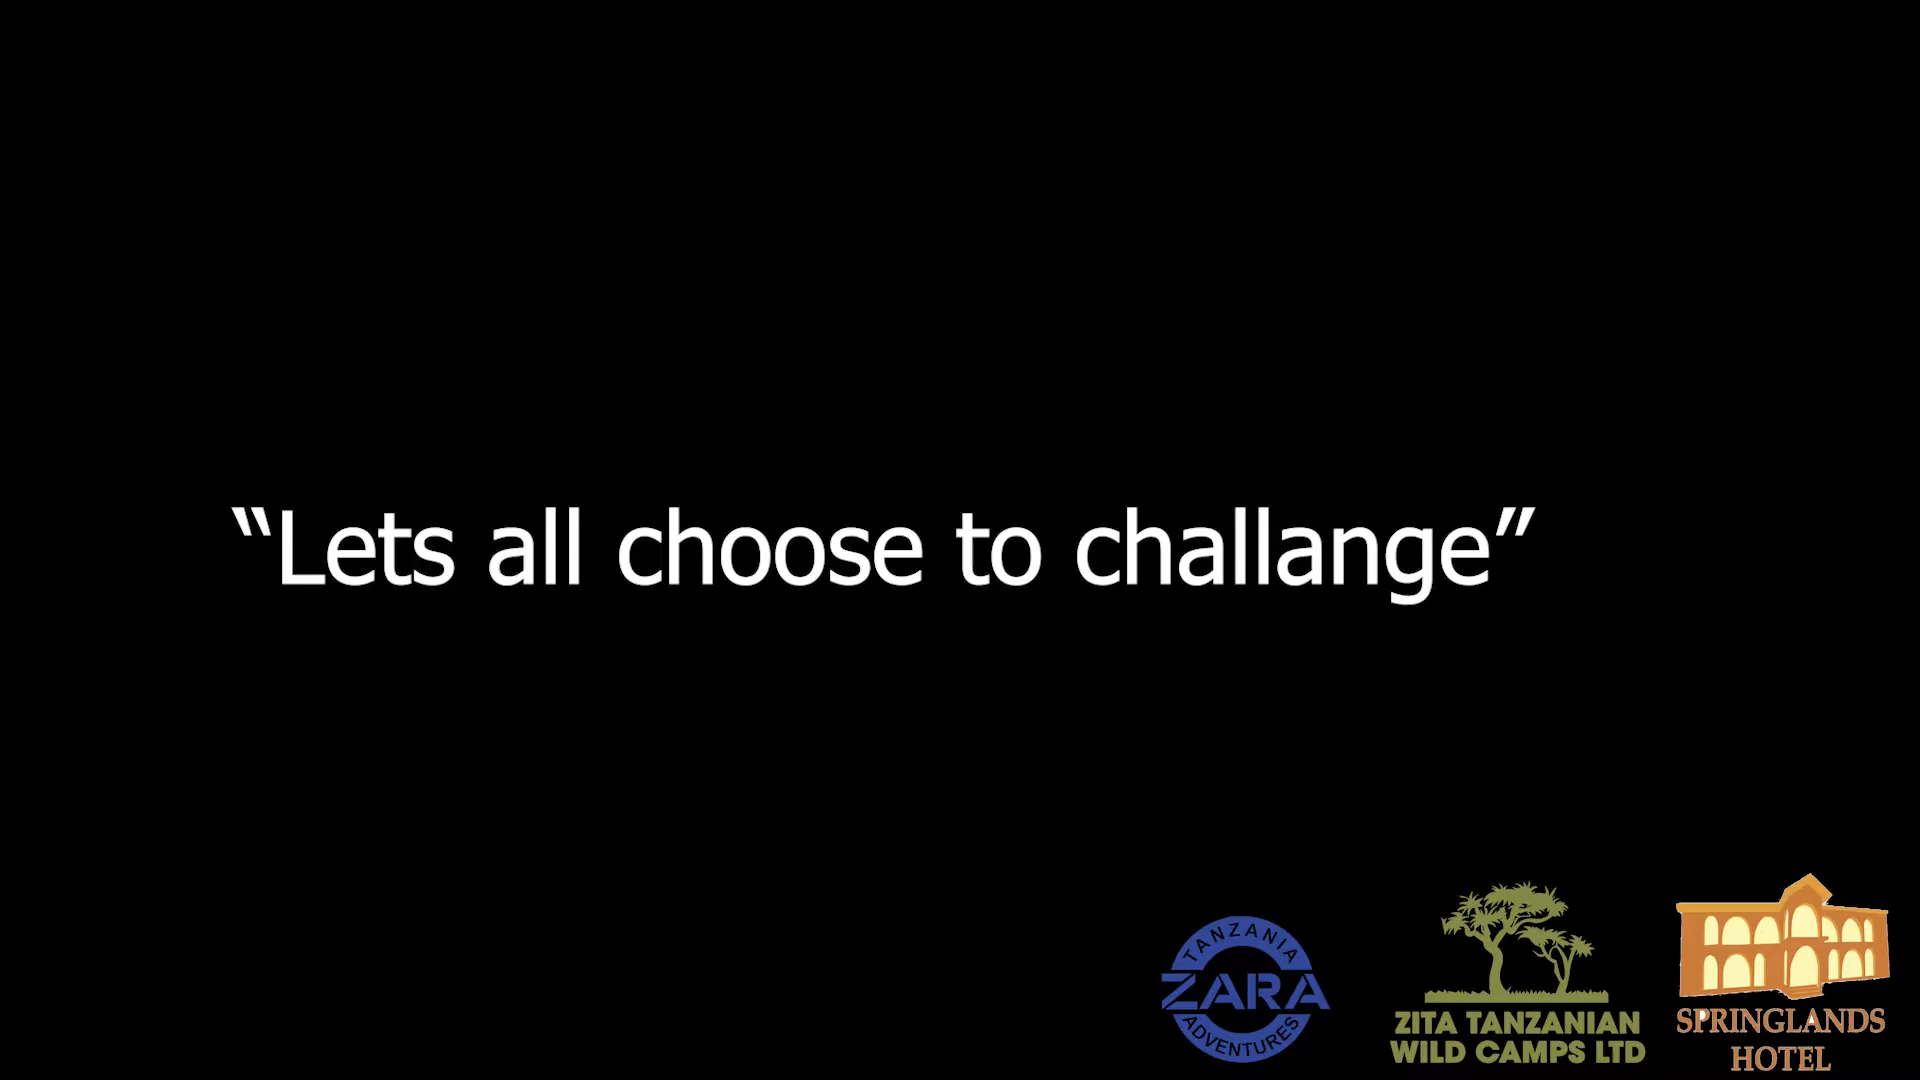 “Lets all choose to challange”
TANZANIA
ZARA
ADVENTURES
ZITA TANZANIAN
WILD CAMPS LTD
SPRINGLANDS
HOTEL